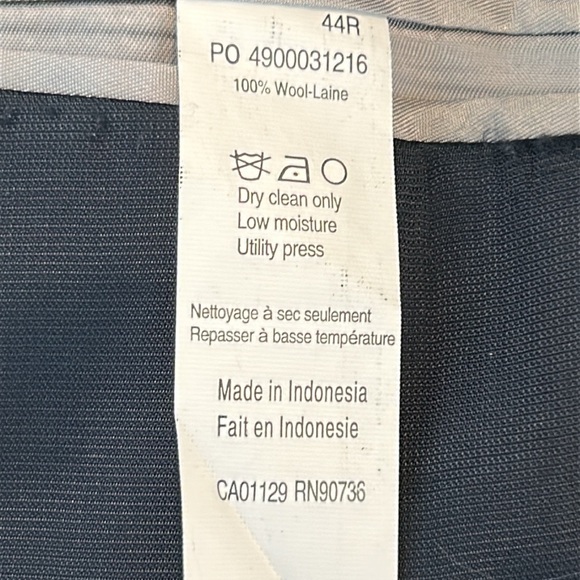 44R
PO 4900031216
100% Wool-Laine
Dry clean only
Low moisture
Utility press
Nettoyage à sec seulement
Repasser à basse température
Made in Indonesia
Fait en Indonesie
CA01129 RN90736